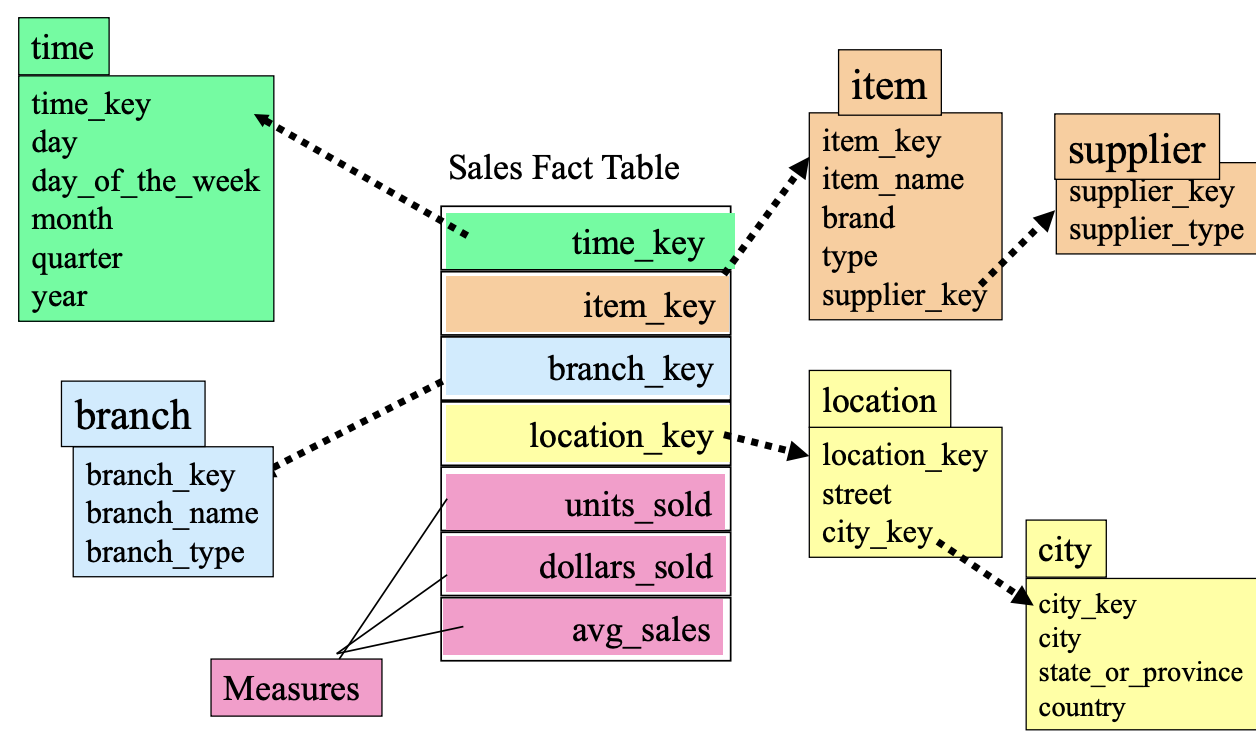 time
time_key
day
day_of_the_week
month
quarter
year
Sales Fact Table
time_key
item_key
branch_key
location_key
units_sold
dollars_sold
avg_sales
item
item_key
item_name
brand
type
supplier_key
supplier
supplier_key
supplier_type
branch
branch_key
branch_name
branch_type
location
location_key
street
city_key
city
city_key
city
state_or_province
country
Measures